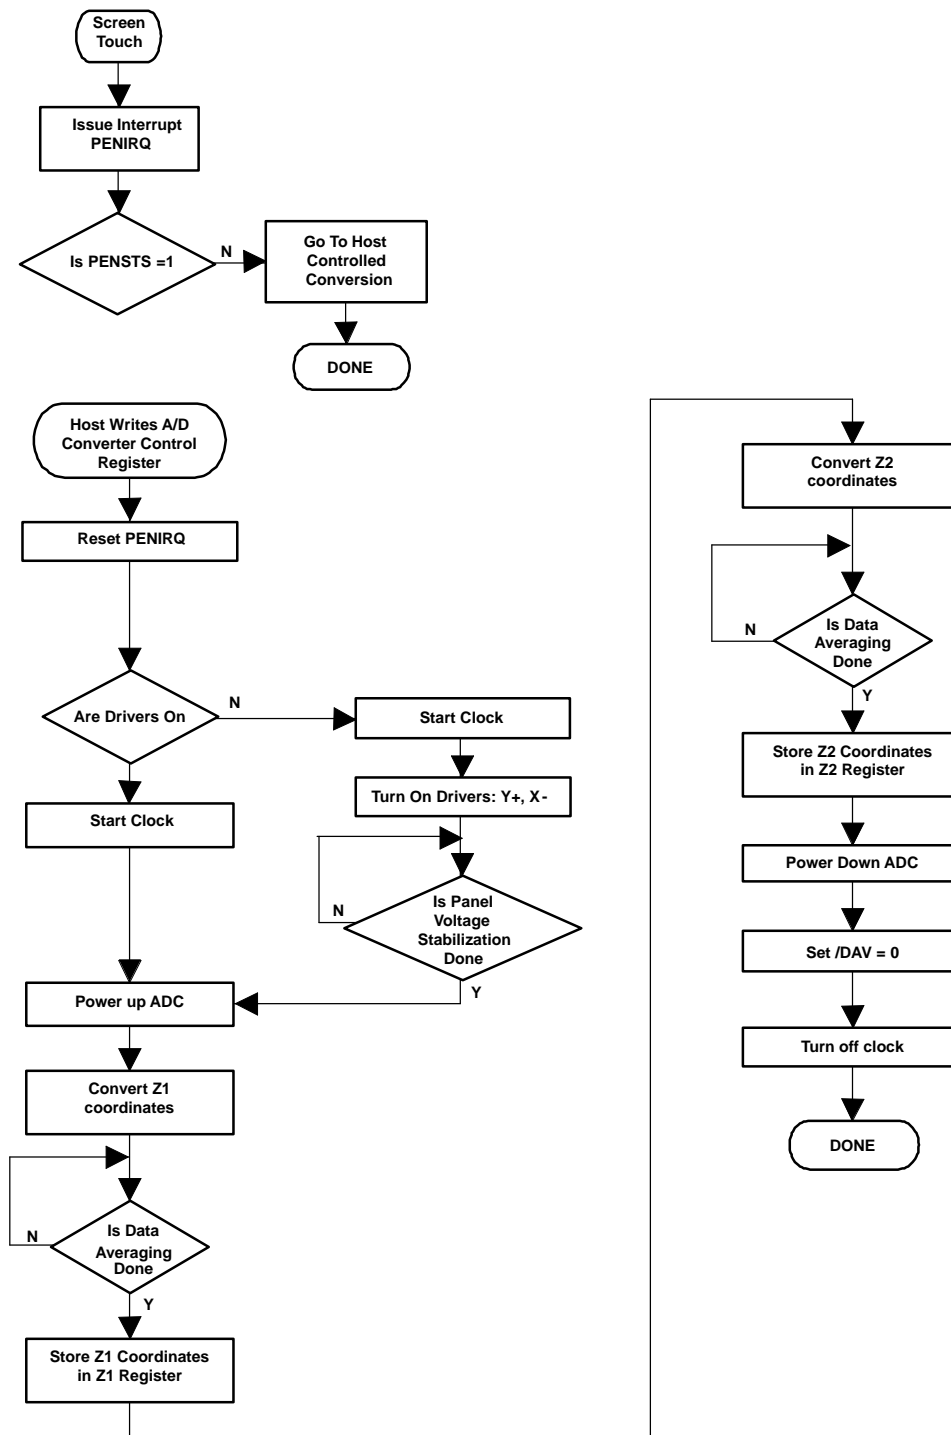 Screen
Touch
Issue Interrupt
PENIRQ
Is PENSTS =1
N
Go To Host
Controlled
Conversion
DONE
Host Writes A/D
Converter Control
Register
Reset PENIRQ
Are Drivers On
N
Start Clock
Start Clock
Turn On Drivers: Y+, X-
N
Is Panel
Voltage
Stabilization
Done
Y
Power up ADC
Convert Z1
coordinates
N
Is Data
Averaging
Done
Y
Store Z1 Coordinates
in Z1 Register
Convert Z2
coordinates
N
Is Data
Averaging
Done
Y
Store Z2 Coordinates
in Z2 Register
Power Down ADC
Set /DAV = 0
Turn off clock
DONE